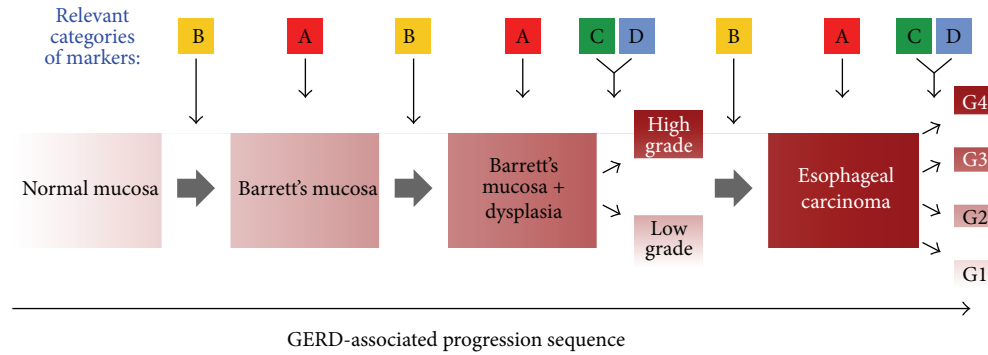 Relevant
categories
of markers:
B
A
B
A
C
D
B
A
C
D
Normal mucosa
Barrett's mucosa
Barrett's
mucosa +
dysplasia
High
grade
Low
grade
Esophageal
carcinoma
G4
G3
G2
G1
GERD-associated progression sequence